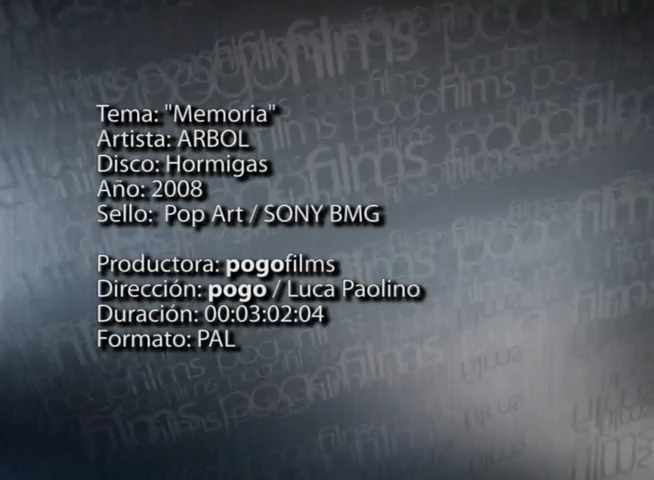 Tema: "Memoria"
Artista: ARBOL
Disco: Hormigas
Año: 2008
Sello: Pop Art / SONY BMG
Productora: pogofilms
Dirección: pogo / Luca Paolino
Duración: 00:03:02:04
Formato: PAL